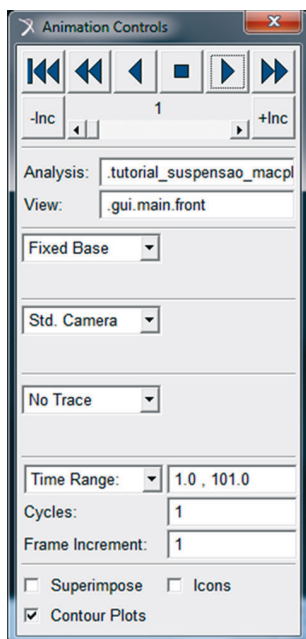 Animation Controls
1
-Inc
+Inc
Analysis: .tutorial_suspensao_macpl
View: .gui.main.front
Fixed Base
Std. Camera
No Trace
Time Range: 1.0 , 101.0
Cycles: 1
Frame Increment: 1
Superimpose Icons
Contour Plots